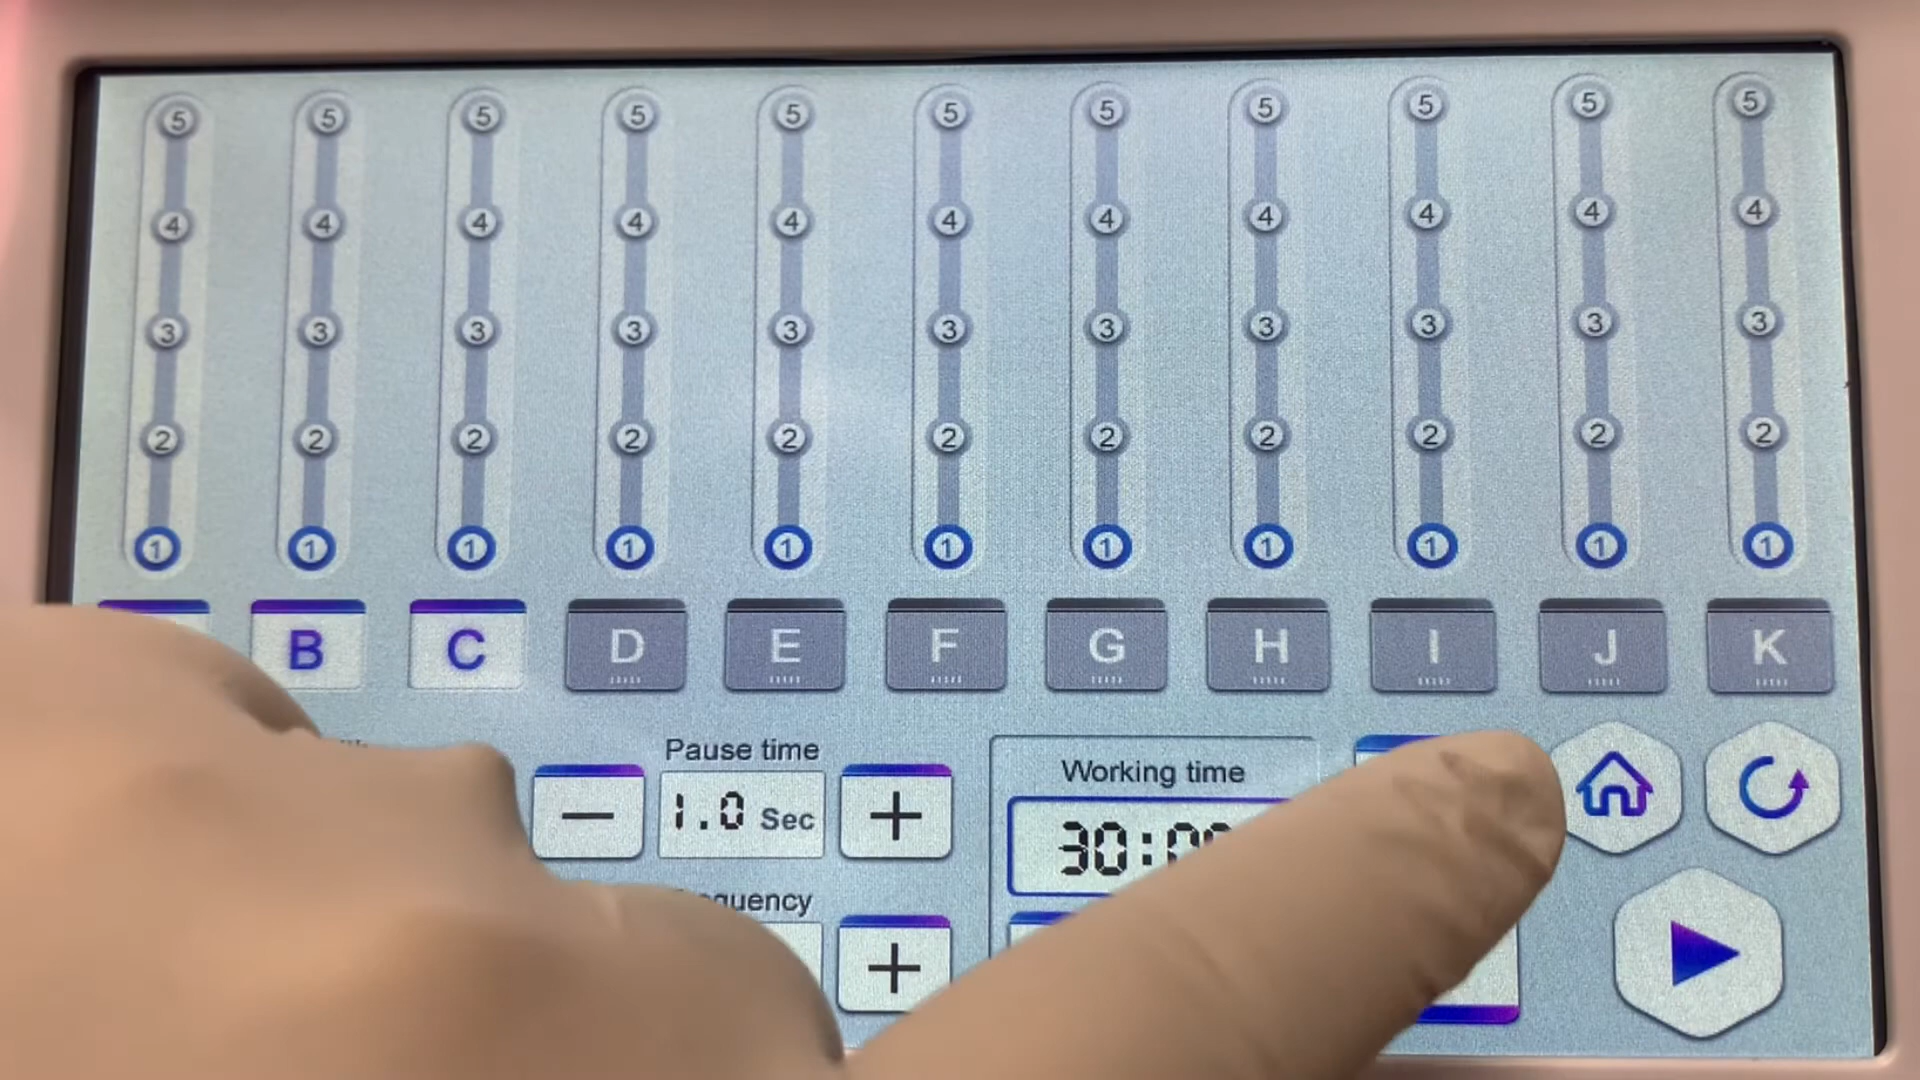 5 5 5 5 5 5 5 5 5 5 5
4 4 4 4 4 4 4 4 4 4 4
3 3 3 3 3 3 3 3 3 3 3
2 2 2 2 2 2 2 2 2 2 2
1 1 1 1 1 1 1 1 1 1 1
B C D E F G H I J K
Pause time
− 1.0 Sec +
Working time
+